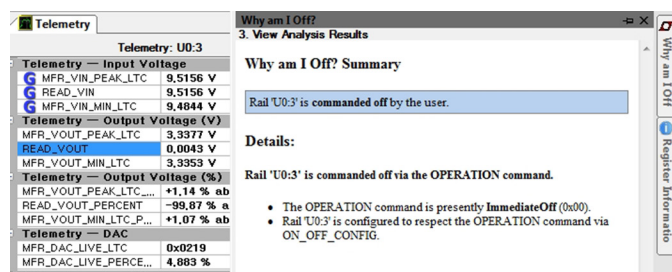 Telemetry
Telemetry: U0:3
Telemetry — Input Voltage
G MFR_VIN_PEAK_LTC 9,5156 V
G READ_VIN 9,5156 V
G MFR_VIN_MIN_LTC 9,4844 V
Telemetry — Output Voltage (V)
MFR_VOUT_PEAK_LTC 3,3377 V
READ_VOUT 0,0043 V
MFR_VOUT_MIN_LTC 3,3353 V
Telemetry — Output Voltage (%)
MFR_VOUT_PEAK_LTC_... +1,14 % ab
READ_VOUT_PERCENT -99,87 % a
MFR_VOUT_MIN_LTC_P... +1,07 % ab
Telemetry — DAC
MFR_DAC_LIVE_LTC 0x0219
MFR_DAC_LIVE_PERCE... 4,883 %
Why am I Off?
3. View Analysis Results
Why am I Off? Summary
Rail 'U0:3' is commanded off by the user.
Details:
Rail 'U0:3' is commanded off via the OPERATION command.
• The OPERATION command is presently ImmediateOff (0x00).
• Rail 'U0:3' is configured to respect the OPERATION command via
ON_OFF_CONFIG.
Why am I Off
Register Informatio